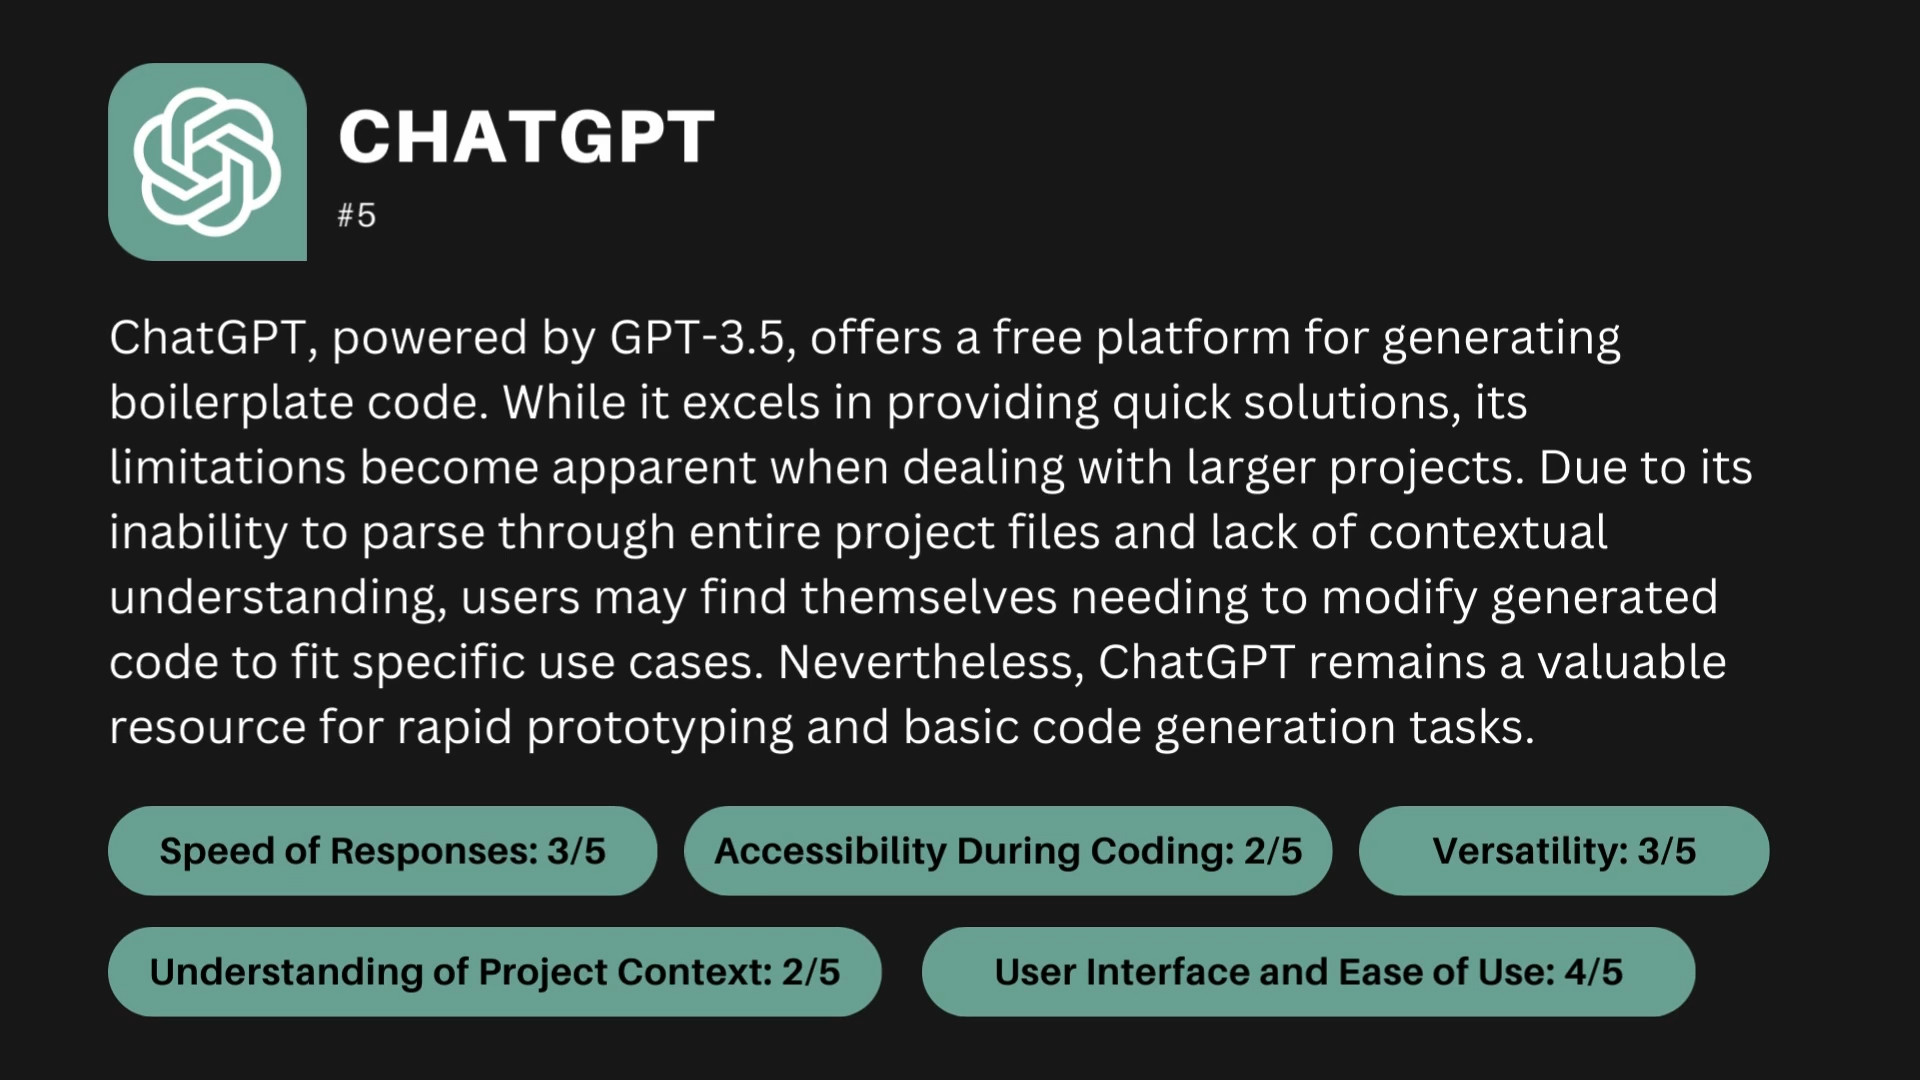 CHATGPT
#5
ChatGPT, powered by GPT-3.5, offers a free platform for generating
boilerplate code. While it excels in providing quick solutions, its
limitations become apparent when dealing with larger projects. Due to its
inability to parse through entire project files and lack of contextual
understanding, users may find themselves needing to modify generated
code to fit specific use cases. Nevertheless, ChatGPT remains a valuable
resource for rapid prototyping and basic code generation tasks.
Speed of Responses: 3/5
Accessibility During Coding: 2/5
Versatility: 3/5
Understanding of Project Context: 2/5
User Interface and Ease of Use: 4/5